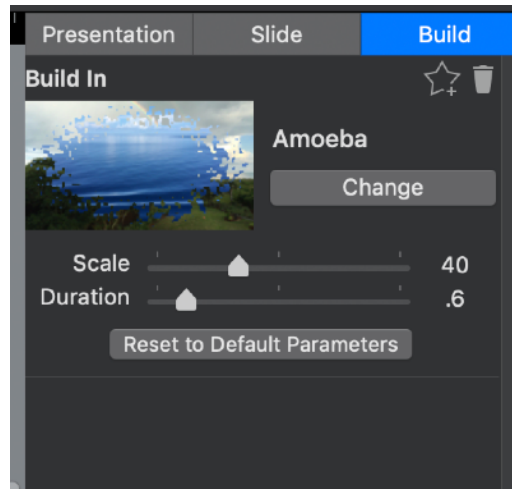 Presentation Slide Build
Build In
Amoeba
Change
Scale 40
Duration .6
Reset to Default Parameters